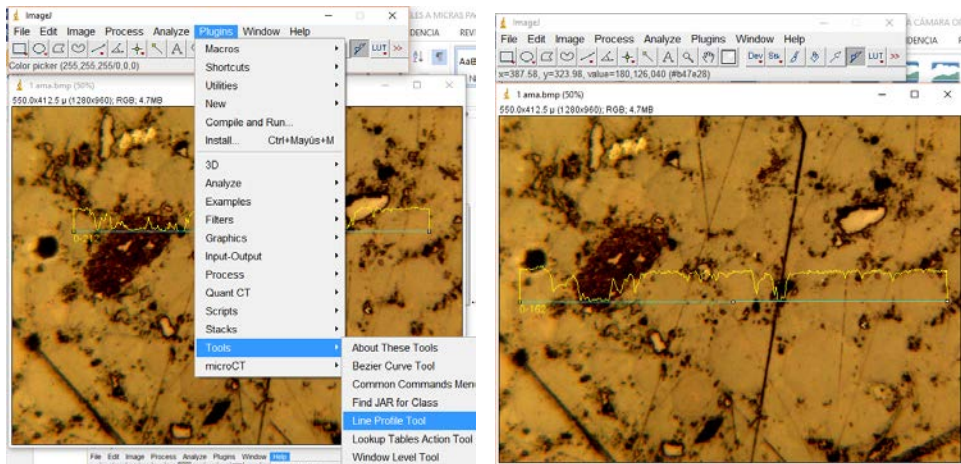 ImageJ
File Edit Image Process Analyze Plugins Window Help
A
LUT >>
Color picker (255,255,255/0,0,0)
1 ama.bmp (50%)
550.0x412.5 µ (1280x960); RGB; 4.7MB
Macros
Shortcuts
Utilities
New
Compile and Run...
Install... Ctrl+Mayús+M
3D
Analyze
Examples
Filters
Graphics
Input-Output
Process
Quant CT
Scripts
Stacks
Tools
microCT
About These Tools
Bezier Curve Tool
Common Commands Menu
Find JAR for Class
Line Profile Tool
Lookup Tables Action Tool
Window Level Tool
File Edit Image Process Analyze Plugins Window Help
ImageJ
File Edit Image Process Analyze Plugins Window Help
A Dev Stk LUT >>
x=387.58, y=323.98, value=180,126,040 (#b47e28)
1 ama.bmp (50%)
550.0x412.5 µ (1280x960); RGB; 4.7MB
0-162